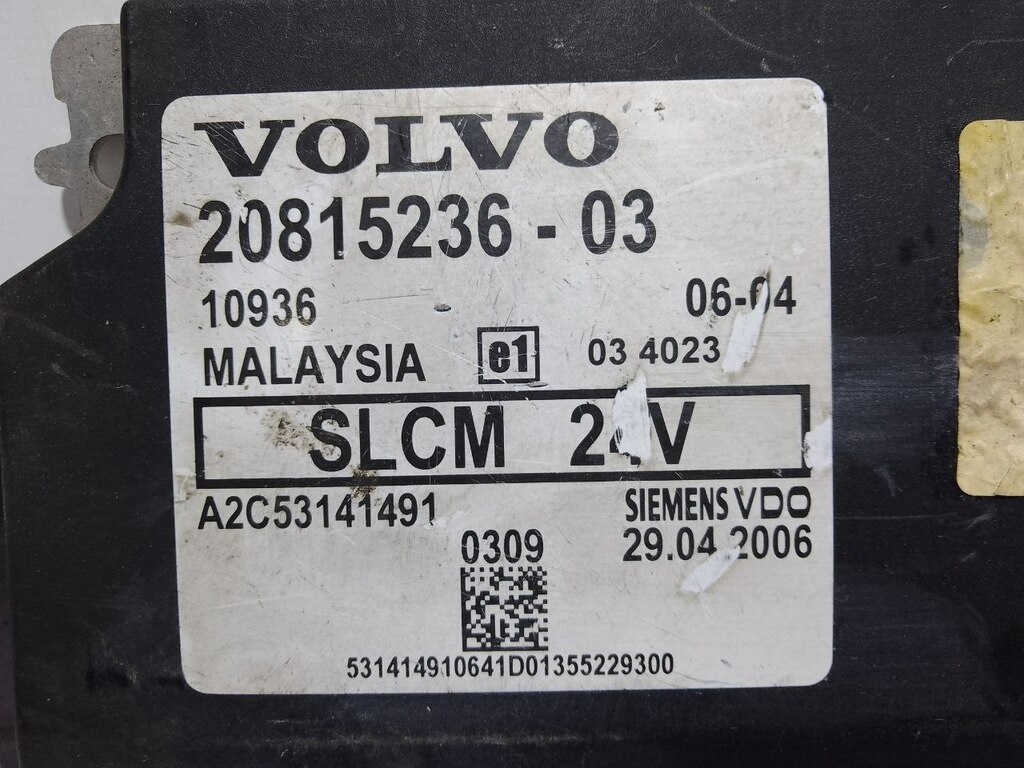 VOLVO
20815236 - 03
10936 06-04
MALAYSIA e1 03 4023
SLCM 24V
A2C53141491 SIEMENS VDO
0309 29.04.2006
531414910641D01355229300